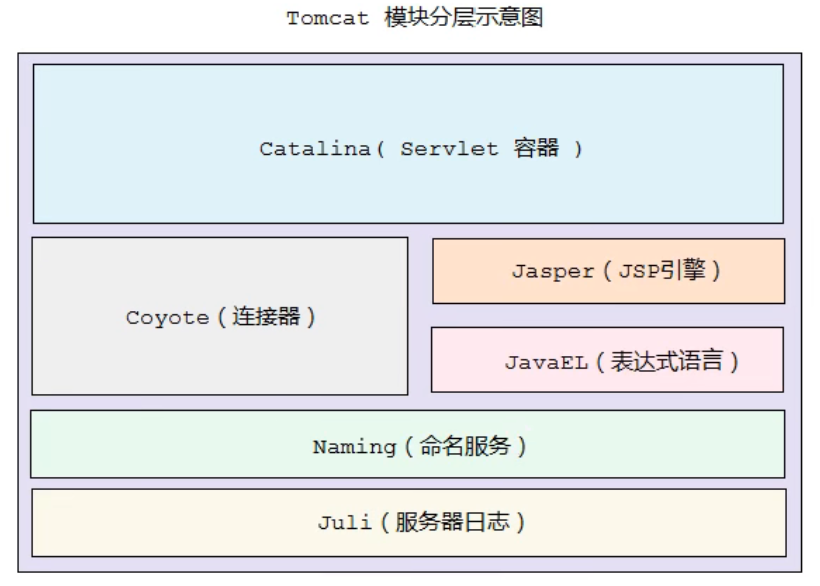 Tomcat 模块分层示意图
Catalina( Servlet 容器 )
Coyote(连接器)
Jasper(JSP引擎)
JavaEL(表达式语言)
Naming(命名服务)
Juli(服务器日志)